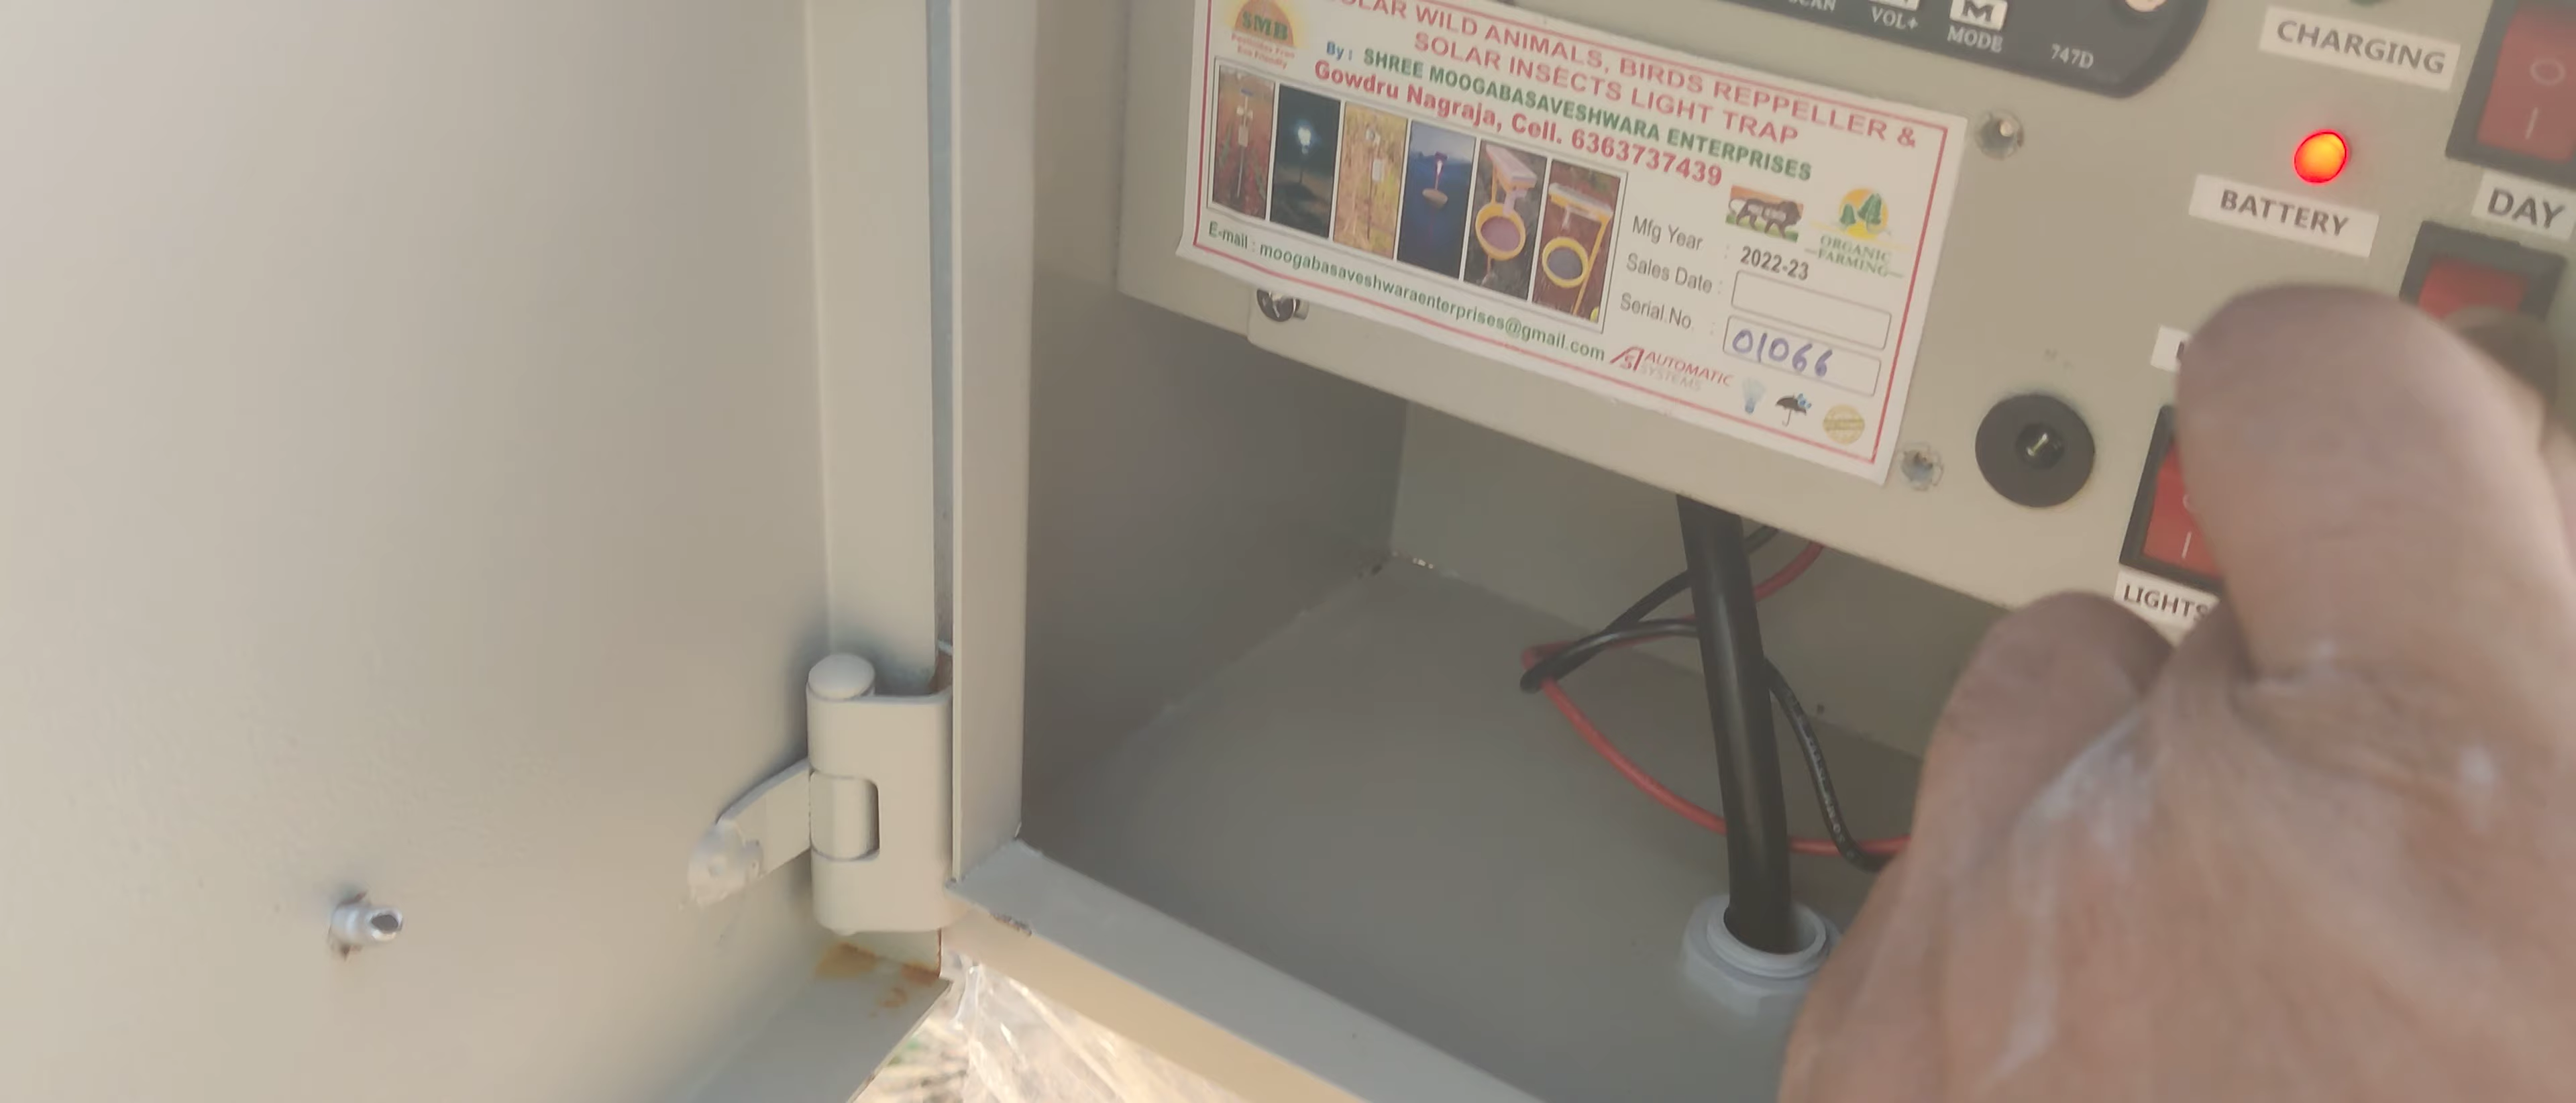 VOL+
M
MODE
747D
CHARGING
SMB
SOLAR WILD ANIMALS, BIRDS REPPELLER &
SOLAR INSECTS LIGHT TRAP
By: SHREE MOOGABASAVESHWARA ENTERPRISES
Gowdru Nagraja, Cell. 6363737439
Mfg Year : 2022-23
ORGANIC
FARMING
Sales Date :
Serial.No : 01066
E-mail : moogabasaveshwaraenterprises@gmail.com
AUTOMATIC
SYSTEMS
BATTERY
DAY
LIGHTS